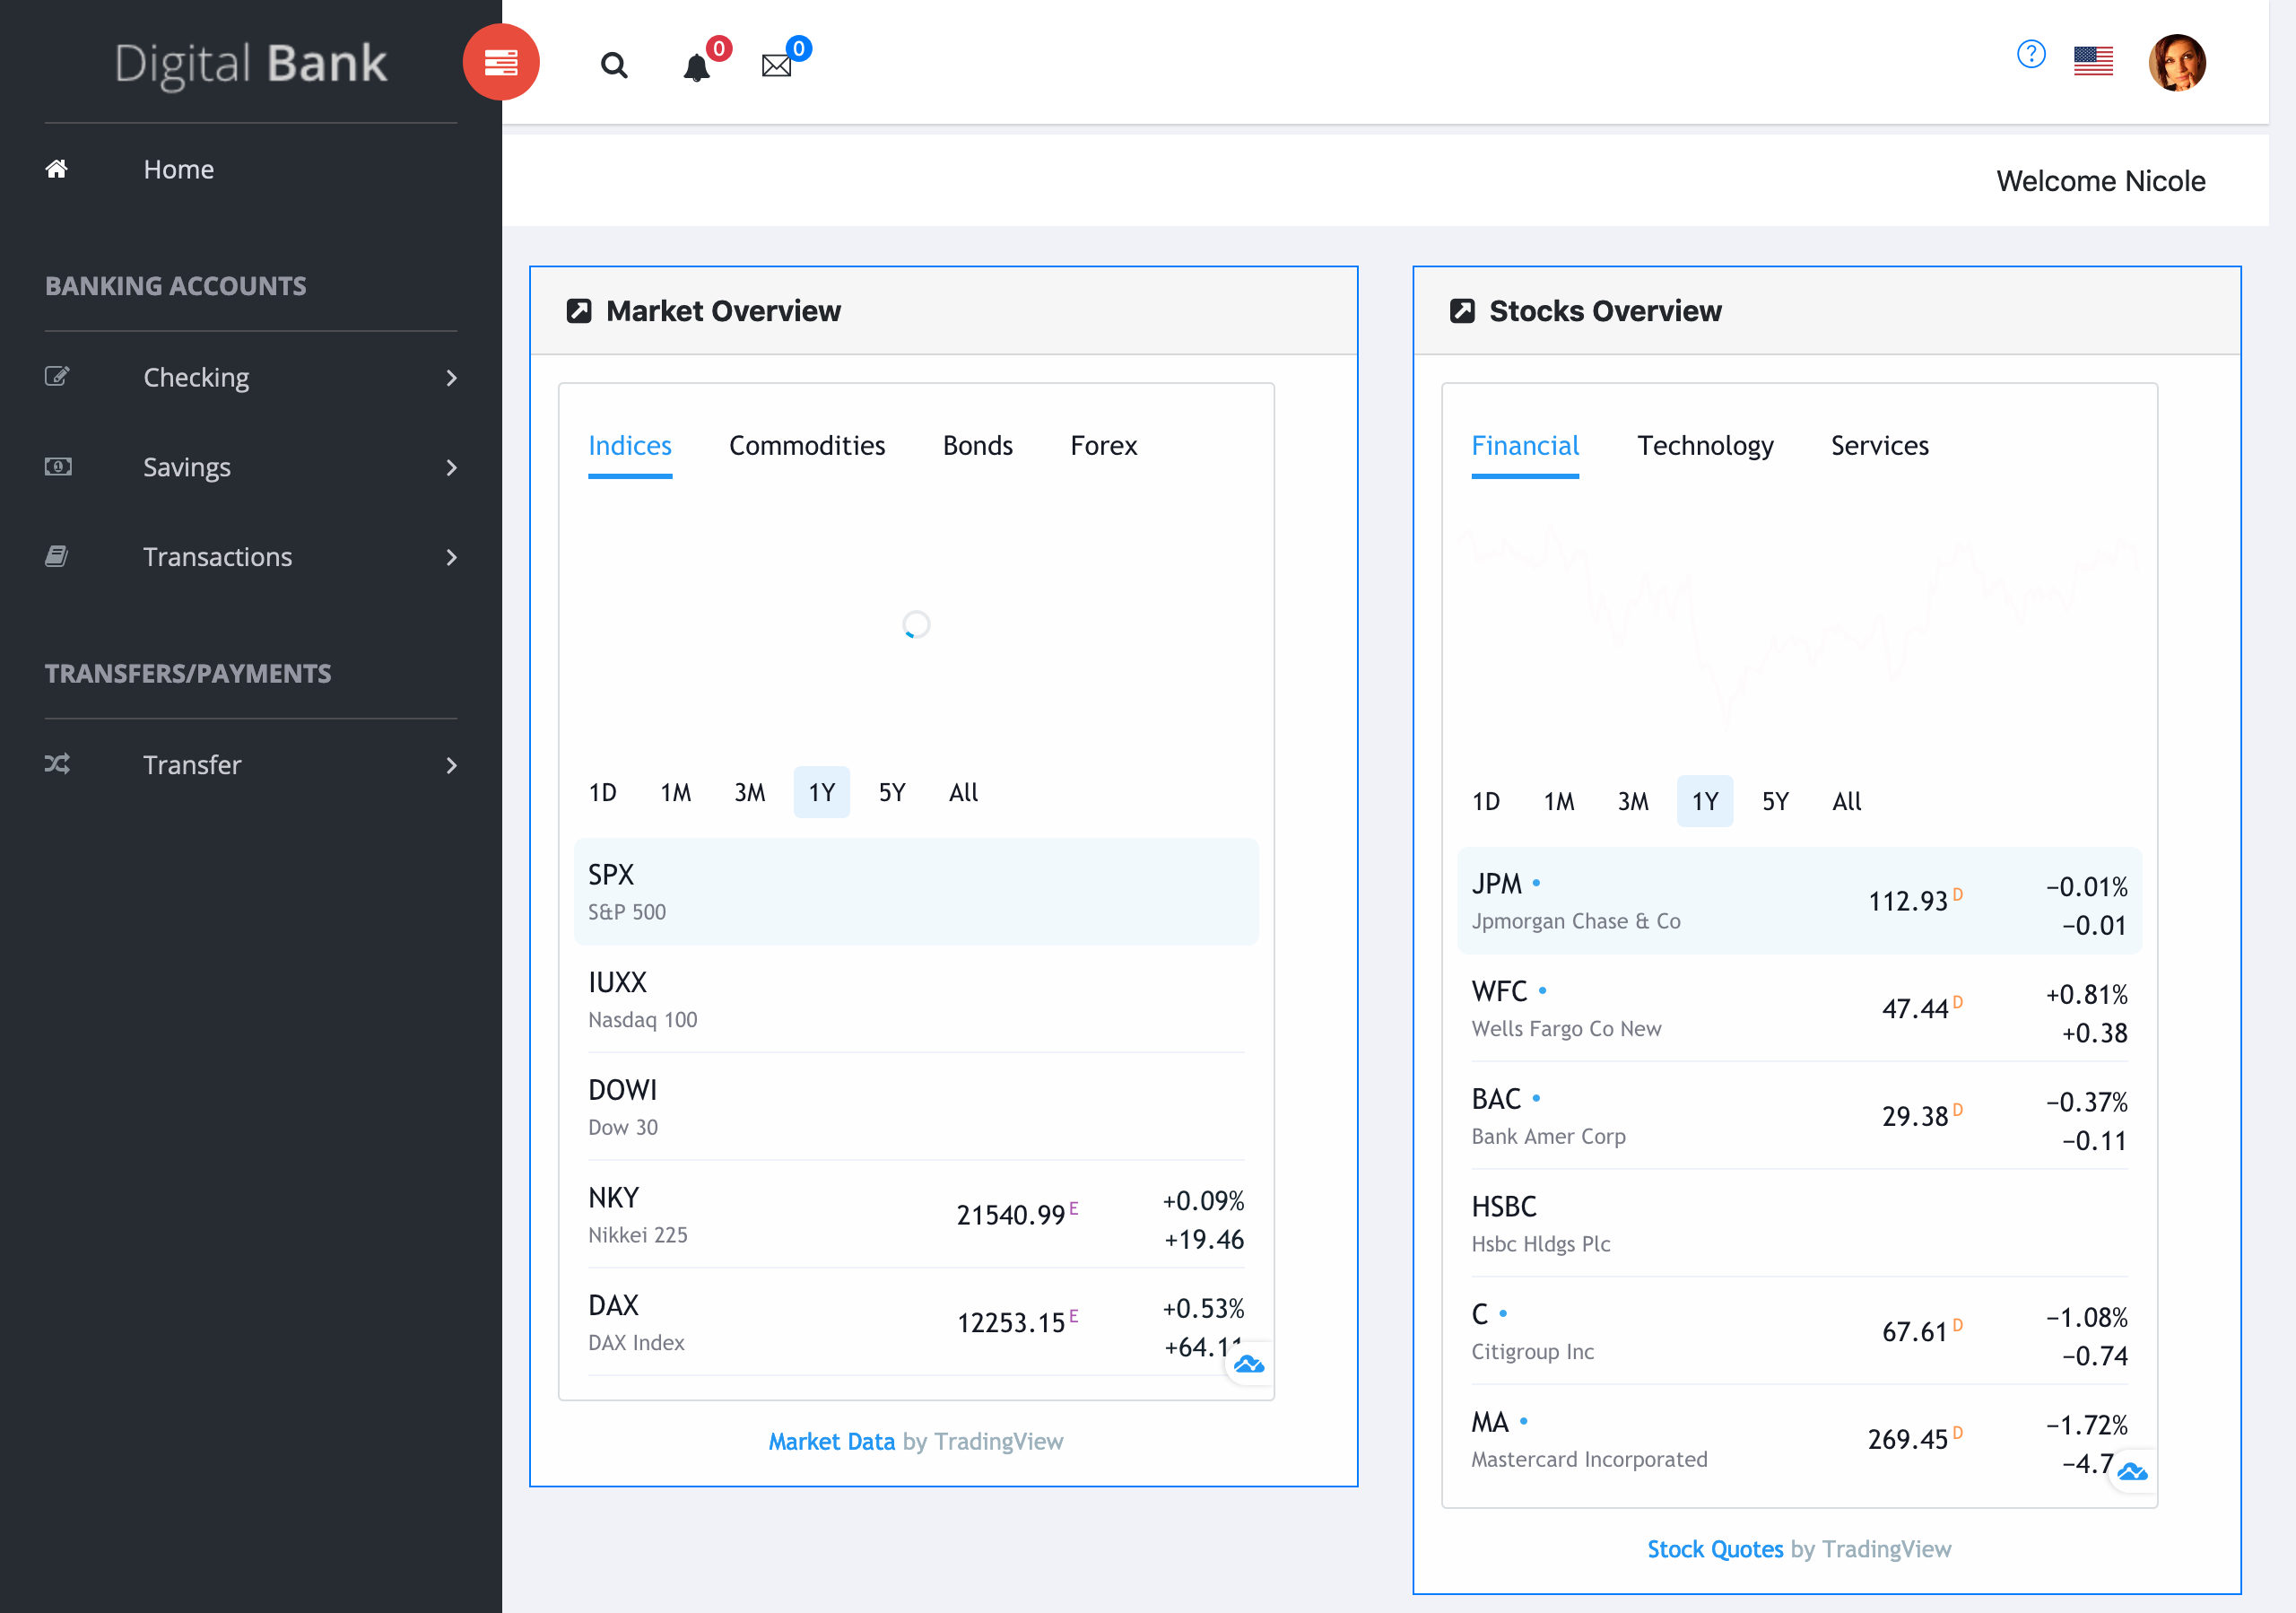 Digital Bank
0
0
?
Welcome Nicole
Home
BANKING ACCOUNTS
Checking
Savings
Transactions
TRANSFERS/PAYMENTS
Transfer
Market Overview
Indices Commodities Bonds Forex
1D 1M 3M 1Y 5Y All
SPX
S&P 500
IUXX
Nasdaq 100
DOWI
Dow 30
NKY 21540.99 E +0.09%
Nikkei 225 +19.46
DAX 12253.15 E +0.53%
DAX Index +64.11
Market Data by TradingView
Stocks Overview
Financial Technology Services
1D 1M 3M 1Y 5Y All
JPM 112.93 D −0.01%
Jpmorgan Chase & Co −0.01
WFC 47.44 D +0.81%
Wells Fargo Co New +0.38
BAC 29.38 D −0.37%
Bank Amer Corp −0.11
HSBC
Hsbc Hldgs Plc
C 67.61 D −1.08%
Citigroup Inc −0.74
MA 269.45 D −1.72%
Mastercard Incorporated −4.7
Stock Quotes by TradingView